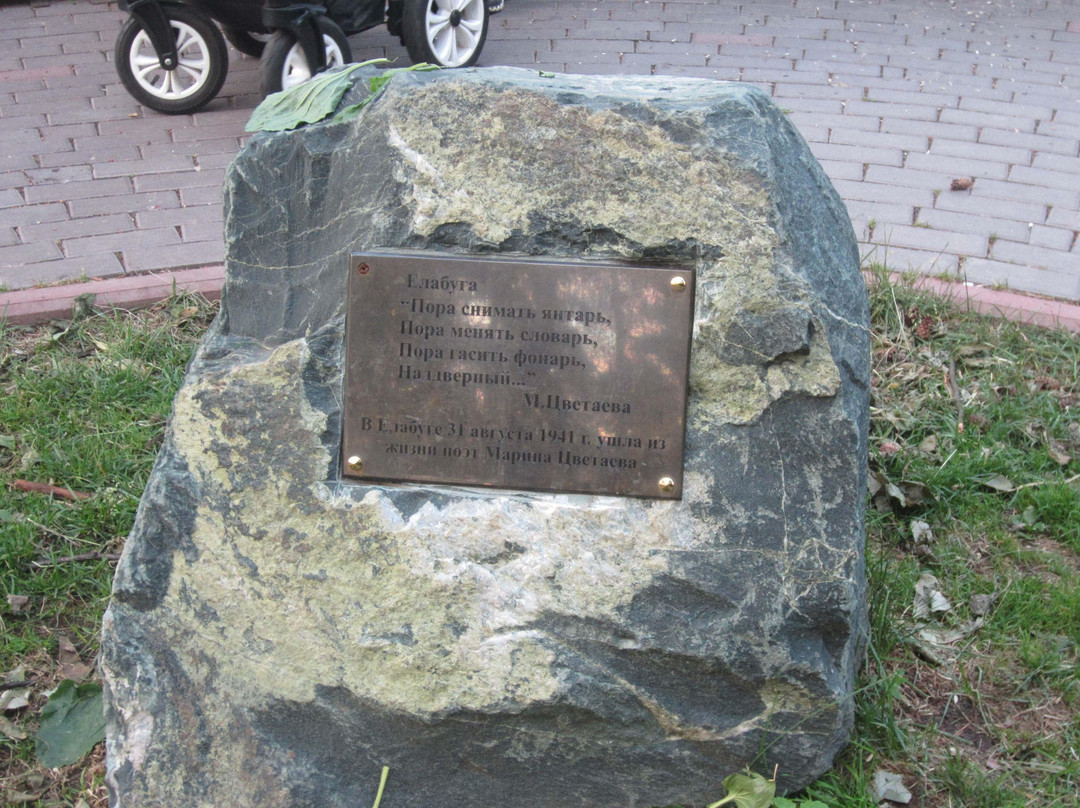 Елабуга
"Пора снимать янтарь,
Пора менять словарь,
Пора гасить фонарь,
Наддверный..."
М.Цветаева
В Елабуге 31 августа 1941 г. ушла из
жизни поэт Марина Цветаева